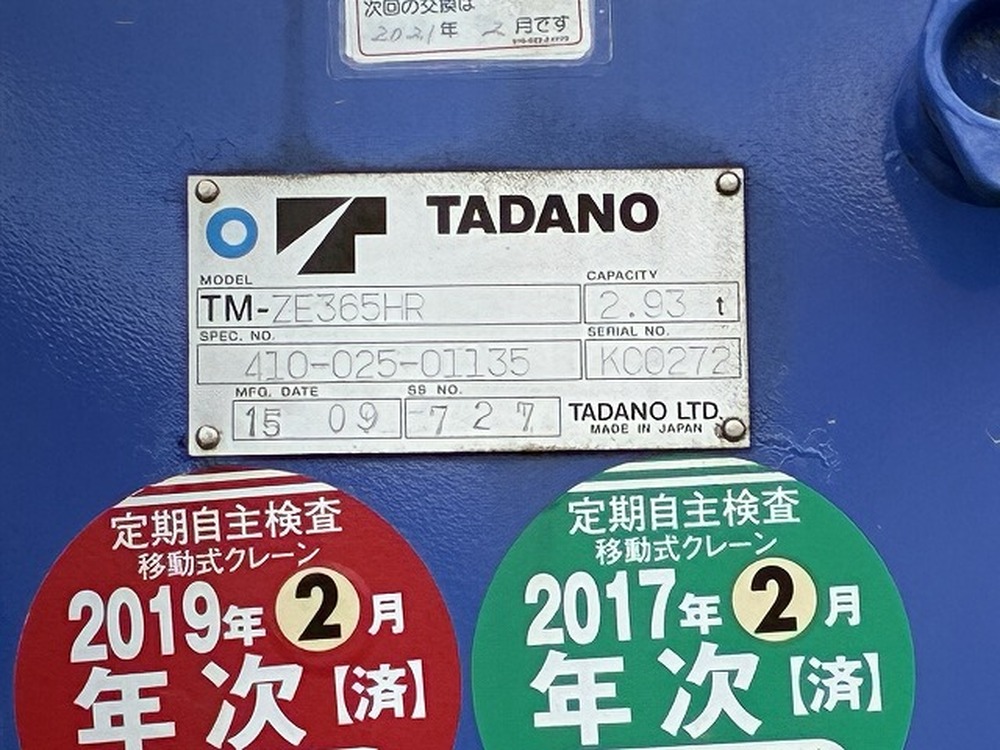 次回の交換は
2021年 2月です
TADANO
MODEL
TM-ZE365HR
CAPACITY
2.93 t
SPEC. NO.
410-025-01135
SERIAL NO.
KC0272
MFG. DATE
15 09
SS NO.
727
TADANO LTD.
MADE IN JAPAN
定期自主検査
移動式クレーン
2019年 2月
年次【済】
定期自主検査
移動式クレーン
2017年 2月
年次【済】